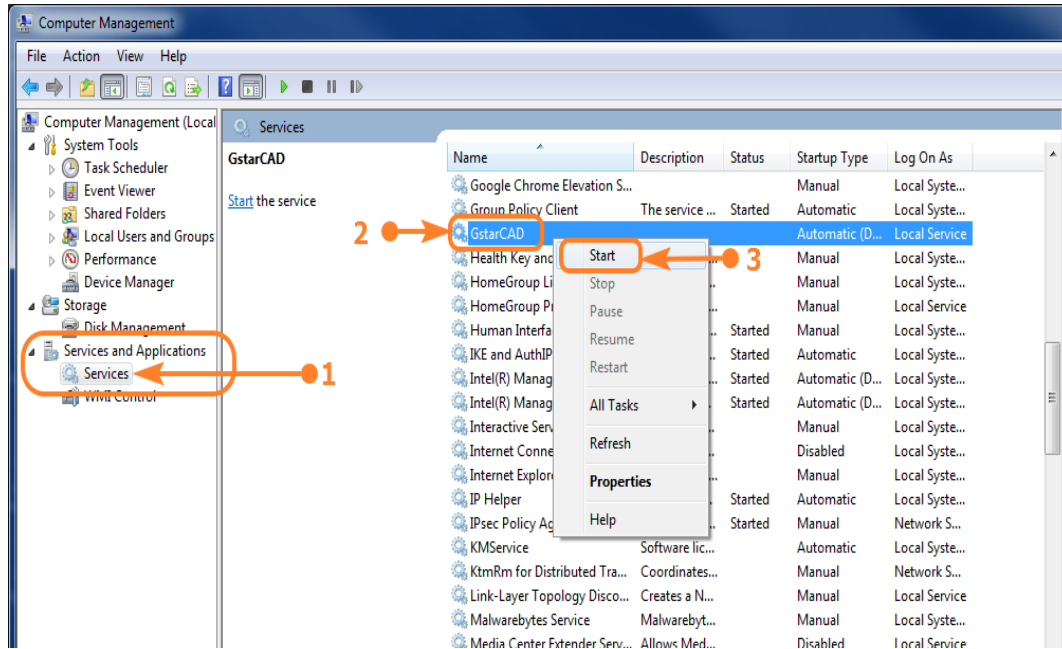 Computer Management
File Action View Help
Computer Management (Local
System Tools
Task Scheduler
Event Viewer
Shared Folders
Local Users and Groups
Performance
Device Manager
Storage
Disk Management
Services and Applications
Services
WMI Control
1
Services
GstarCAD
Start the service
Name Description Status Startup Type Log On As
Google Chrome Elevation S... Manual Local Syste...
Group Policy Client The service ... Started Automatic Local Syste...
2 GstarCAD Automatic (D... Local Service
Health Key and Manual Local Syste...
HomeGroup Li Manual Local Syste...
HomeGroup Pr Manual Local Service
Human Interfa Started Manual Local Syste...
IKE and AuthIP Started Automatic Local Syste...
Intel(R) Manag Started Automatic (D... Local Syste...
Intel(R) Manag Started Automatic (D... Local Syste...
Interactive Serv Manual Local Syste...
Internet Conne Disabled Local Syste...
Internet Explore Manual Local Syste...
IP Helper Started Automatic Local Syste...
IPsec Policy Ag Started Manual Network S...
KMService Software lic... Automatic Local Syste...
KtmRm for Distributed Tra... Coordinates... Manual Network S...
Link-Layer Topology Disco... Creates a N... Manual Local Service
Malwarebytes Service Malwarebyt... Manual Local Syste...
Media Center Extender Serv... Allows Med... Disabled Local Service
Start
3
Stop
Pause
Resume
Restart
All Tasks
Refresh
Properties
Help